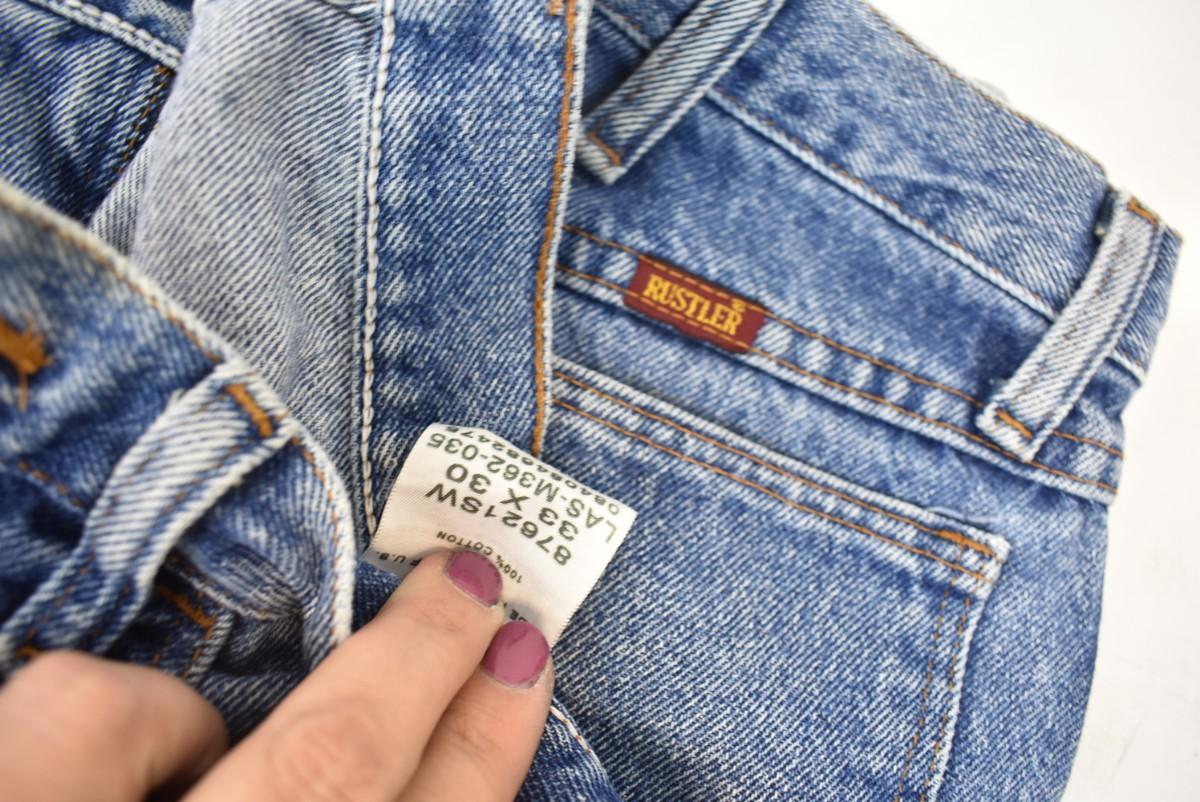 RUSTLER
87621SW
33 X 30
LAS-M362-035
100% COTTON